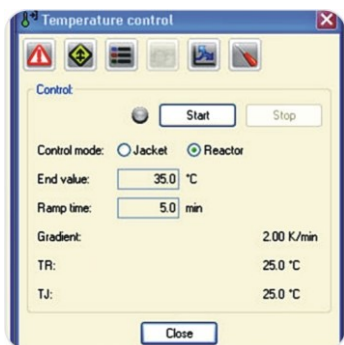 Temperature control
Control:
Start Stop
Control mode: Jacket Reactor
End value: 35.0 °C
Ramp time: 5.0 min
Gradient: 2.00 K/min
TR: 25.0 °C
TJ: 25.0 °C
Close